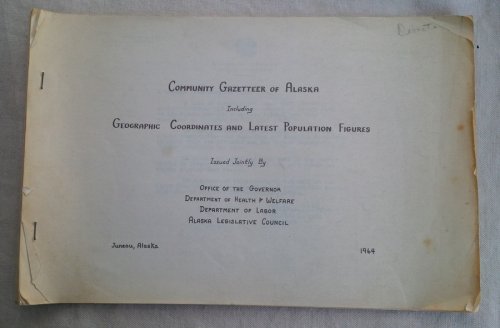 Community Gazetteer of Alaska
Including
Geographic Coordinates and Latest Population Figures
Issued Jointly By
Office of the Governor
Department of Health & Welfare
Department of Labor
Alaska Legislative Council
Juneau, Alaska
1964